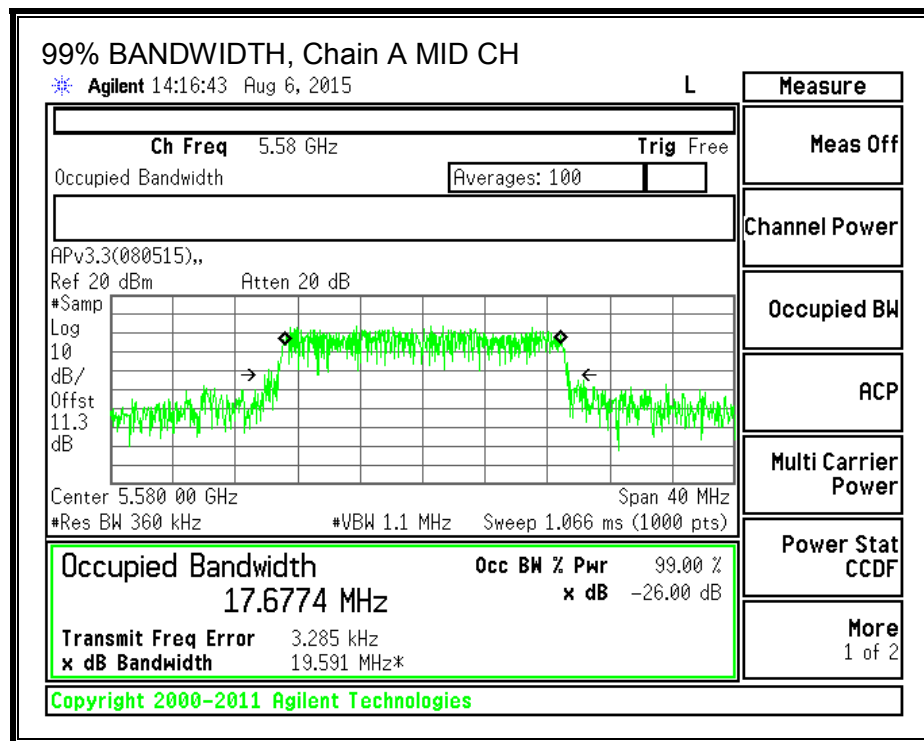 99% BANDWIDTH, Chain A MID CH
Agilent 14:16:43 Aug 6, 2015 L
Measure
Ch Freq 5.58 GHz Trig Free
Meas Off
Occupied Bandwidth Averages: 100
Channel Power
APv3.3(080515),,
Ref 20 dBm Atten 20 dB
#Samp
Log
10
dB/
Offst
11.3
dB
Occupied BW
ACP
Multi Carrier
Power
Center 5.580 00 GHz Span 40 MHz
#Res BW 360 kHz #VBW 1.1 MHz Sweep 1.066 ms (1000 pts)
Power Stat
CCDF
Occupied Bandwidth Occ BW % Pwr 99.00 %
17.6774 MHz x dB -26.00 dB
Transmit Freq Error 3.285 kHz
x dB Bandwidth 19.591 MHz*
More
1 of 2
Copyright 2000-2011 Agilent Technologies